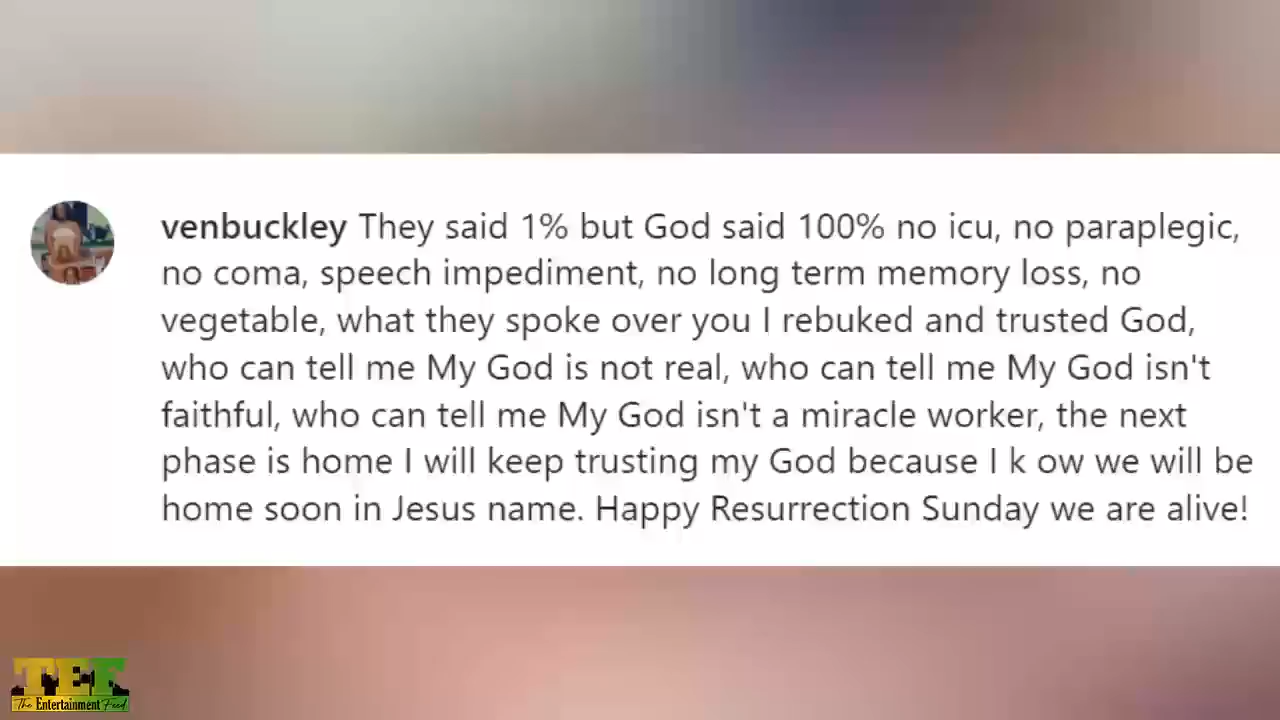 venbuckley They said 1% but God said 100% no icu, no paraplegic,
no coma, speech impediment, no long term memory loss, no
vegetable, what they spoke over you I rebuked and trusted God,
who can tell me My God is not real, who can tell me My God isn't
faithful, who can tell me My God isn't a miracle worker, the next
phase is home I will keep trusting my God because I k ow we will be
home soon in Jesus name. Happy Resurrection Sunday we are alive!
TEF
The Entertainment Feed